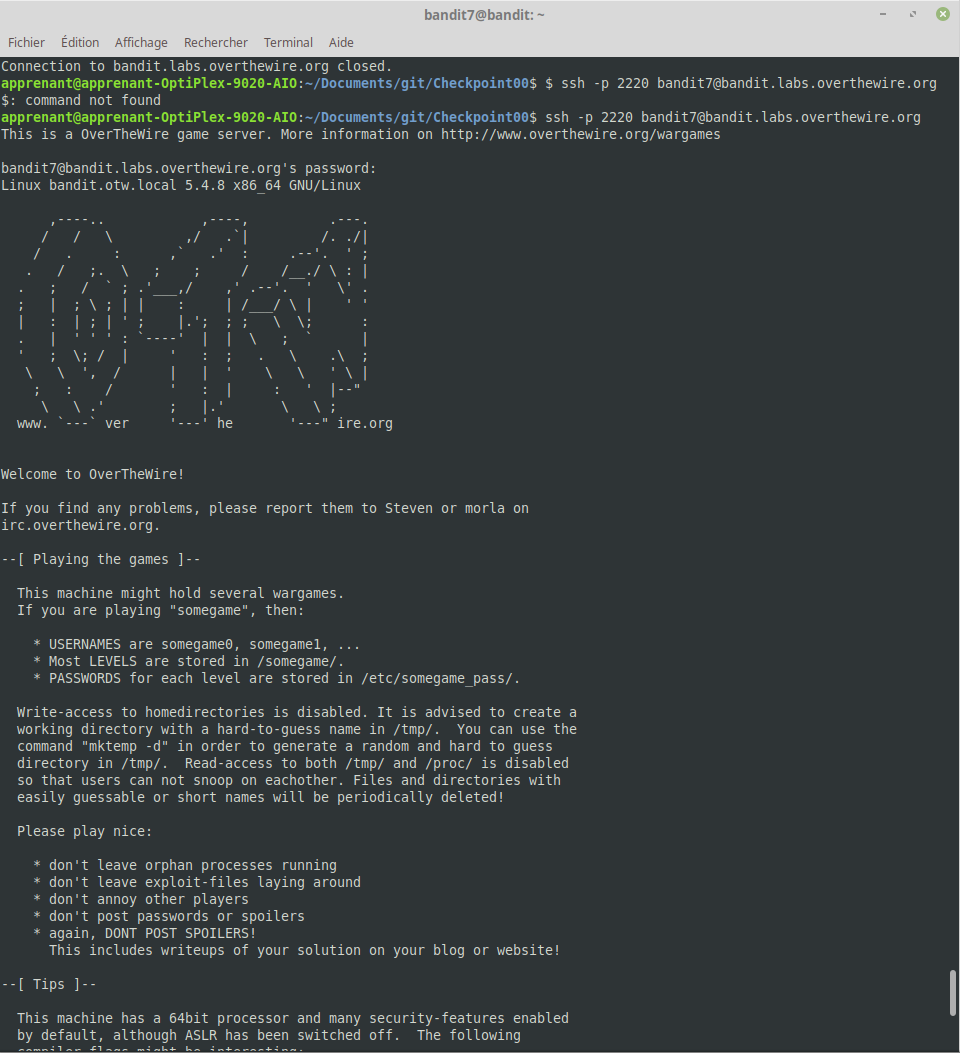 bandit7@bandit: ~
Fichier Édition Affichage Rechercher Terminal Aide
Connection to bandit.labs.overthewire.org closed.
apprenant@apprenant-OptiPlex-9020-AIO:~/Documents/git/Checkpoint00$ $ ssh -p 2220 bandit7@bandit.labs.overthewire.org
$: command not found
apprenant@apprenant-OptiPlex-9020-AIO:~/Documents/git/Checkpoint00$ ssh -p 2220 bandit7@bandit.labs.overthewire.org
This is a OverTheWire game server. More information on http://www.overthewire.org/wargames
bandit7@bandit.labs.overthewire.org's password:
Linux bandit.otw.local 5.4.8 x86_64 GNU/Linux
www. `---` ver '---' he '---" ire.org
Welcome to OverTheWire!
If you find any problems, please report them to Steven or morla on
irc.overthewire.org.
--[ Playing the games ]--
This machine might hold several wargames.
If you are playing "somegame", then:
* USERNAMES are somegame0, somegame1, ...
* Most LEVELS are stored in /somegame/.
* PASSWORDS for each level are stored in /etc/somegame_pass/.
Write-access to homedirectories is disabled. It is advised to create a
working directory with a hard-to-guess name in /tmp/.  You can use the
command "mktemp -d" in order to generate a random and hard to guess
directory in /tmp/.  Read-access to both /tmp/ and /proc/ is disabled
so that users can not snoop on eachother. Files and directories with
easily guessable or short names will be periodically deleted!
Please play nice:
* don't leave orphan processes running
* don't leave exploit-files laying around
* don't annoy other players
* don't post passwords or spoilers
* again, DONT POST SPOILERS!
This includes writeups of your solution on your blog or website!
--[ Tips ]--
This machine has a 64bit processor and many security-features enabled
by default, although ASLR has been switched off.  The following
compiler flags might be interesting: